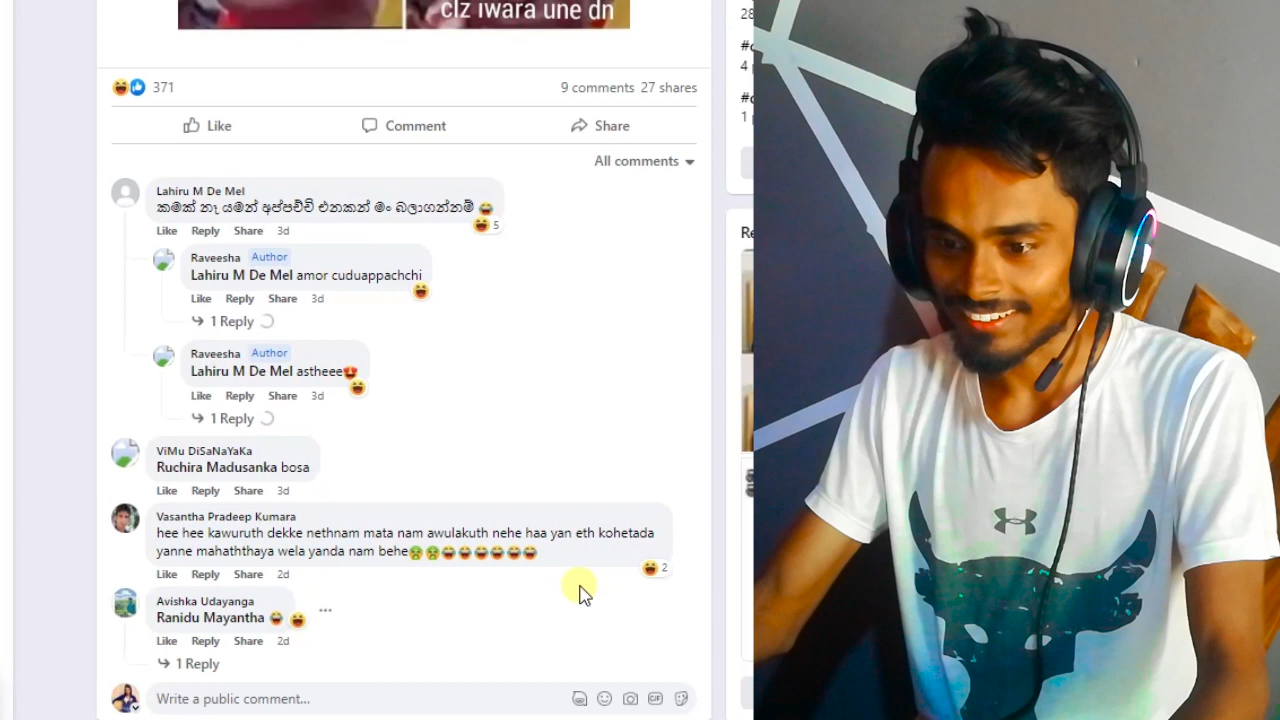 clz iwara une dn
371
9 comments 27 shares
Like
Comment
Share
All comments
Lahiru M De Mel
කමක් නෑ යමන් අප්පච්චි එනකන් මං බලාගන්නම් 😂
Like Reply Share 3d
5
Raveesha Author
Lahiru M De Mel amor cuduappachchi
Like Reply Share 3d
1 Reply
Raveesha Author
Lahiru M De Mel astheee😍
Like Reply Share 3d
1 Reply
ViMu DiSaNaYaKa
Ruchira Madusanka bosa
Like Reply Share 3d
Vasantha Pradeep Kumara
hee hee kawuruth dekke nethnam mata nam awulakuth nehe haa yan eth kohetada
yanne mahaththaya wela yanda nam behe🤮🤮😂😂😂😂😂😂
2
Like Reply Share 2d
Avishka Udayanga
Ranidu Mayantha 😂
Like Reply Share 2d
1 Reply
Write a public comment...
GIF
28
4
1